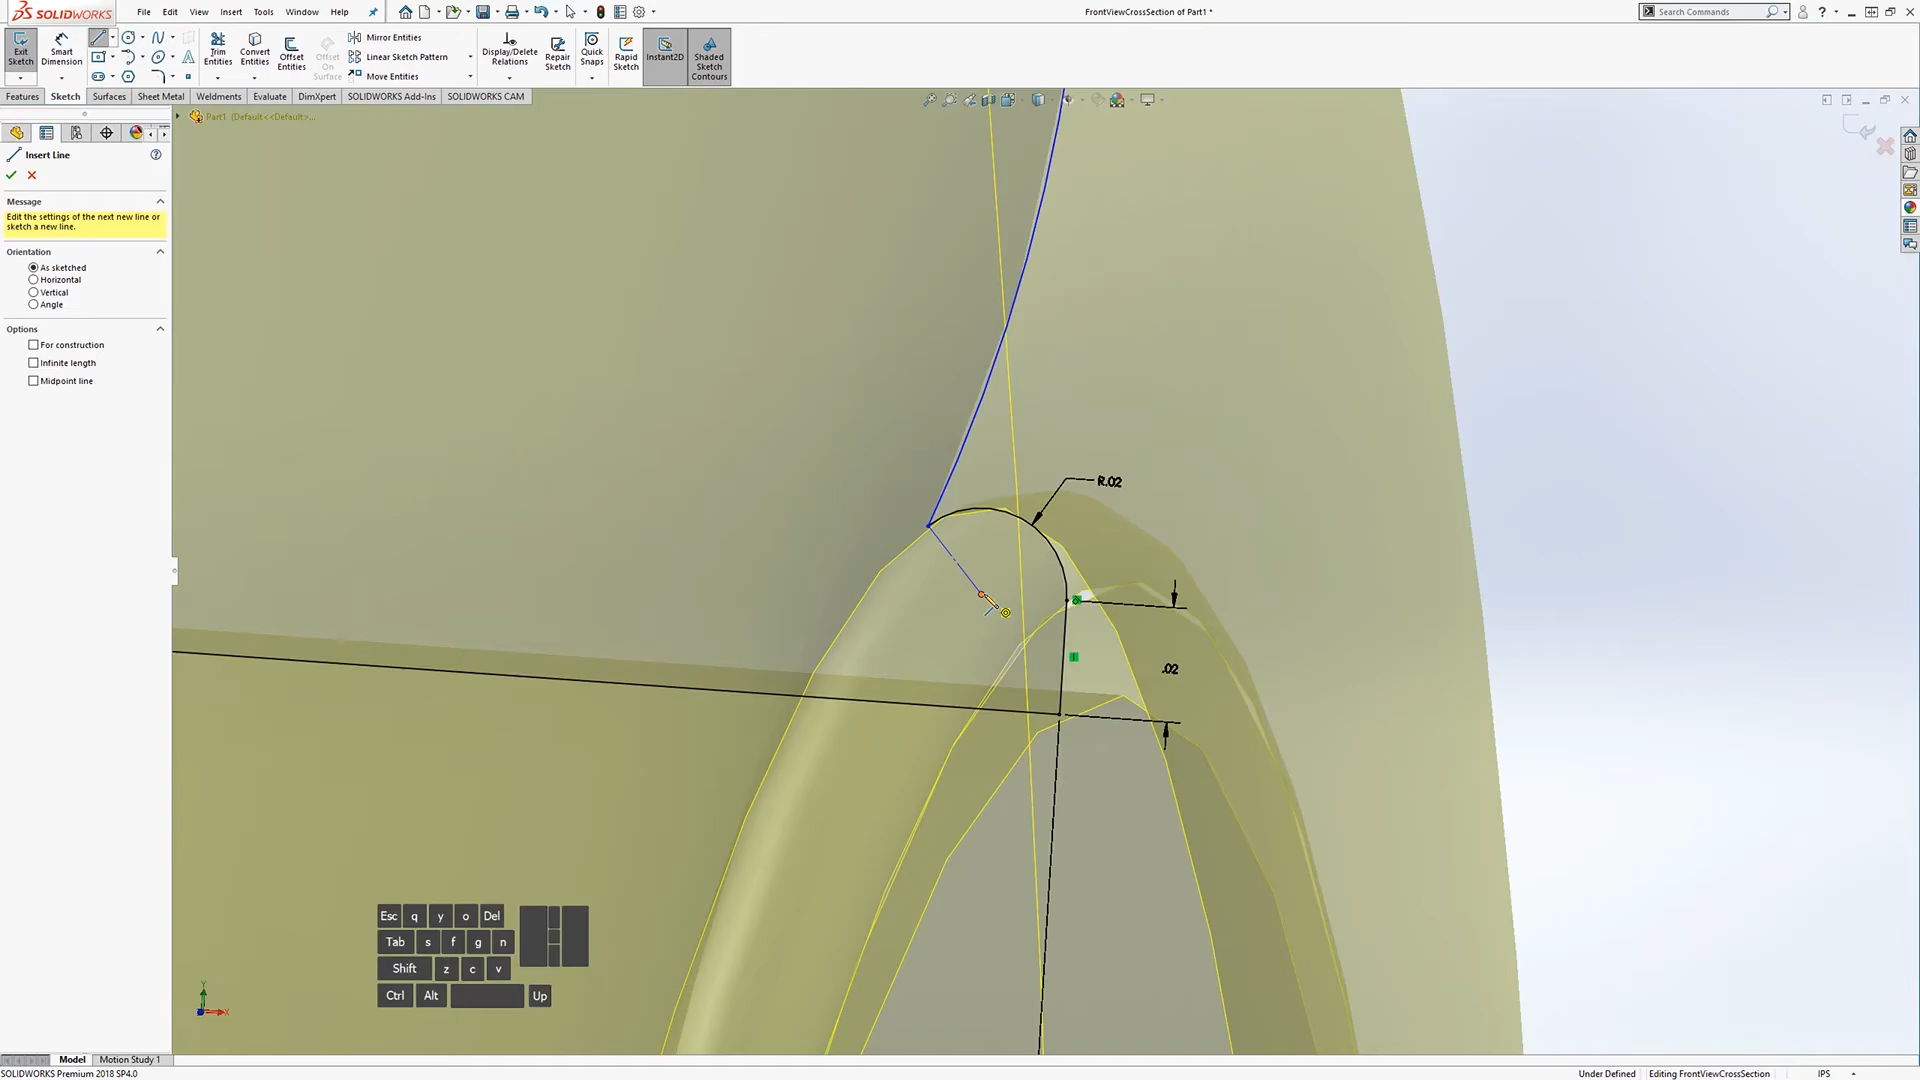 SOLIDWORKS
File Edit View Insert Tools Window Help
FrontViewCrossSection of Part1 *
Search Commands
Exit Sketch
Smart Dimension
Trim Entities
Convert Entities
Offset Entities
Offset On Surface
Mirror Entities
Linear Sketch Pattern
Move Entities
Display/Delete Relations
Repair Sketch
Quick Snaps
Rapid Sketch
Instant2D
Shaded Sketch Contours
Features Sketch Surfaces Sheet Metal Weldments Evaluate DimXpert SOLIDWORKS Add-Ins SOLIDWORKS CAM
Part1 (Default<<Default>...
Insert Line
Message
Edit the settings of the next new line or
sketch a new line.
Orientation
As sketched
Horizontal
Vertical
Angle
Options
For construction
Infinite length
Midpoint line
R.02
.02
Esc q y o Del
Tab s f g n
Shift z c v
Ctrl Alt Up
Y
X
Model Motion Study 1
SOLIDWORKS Premium 2018 SP4.0
Under Defined Editing FrontViewCrossSection IPS